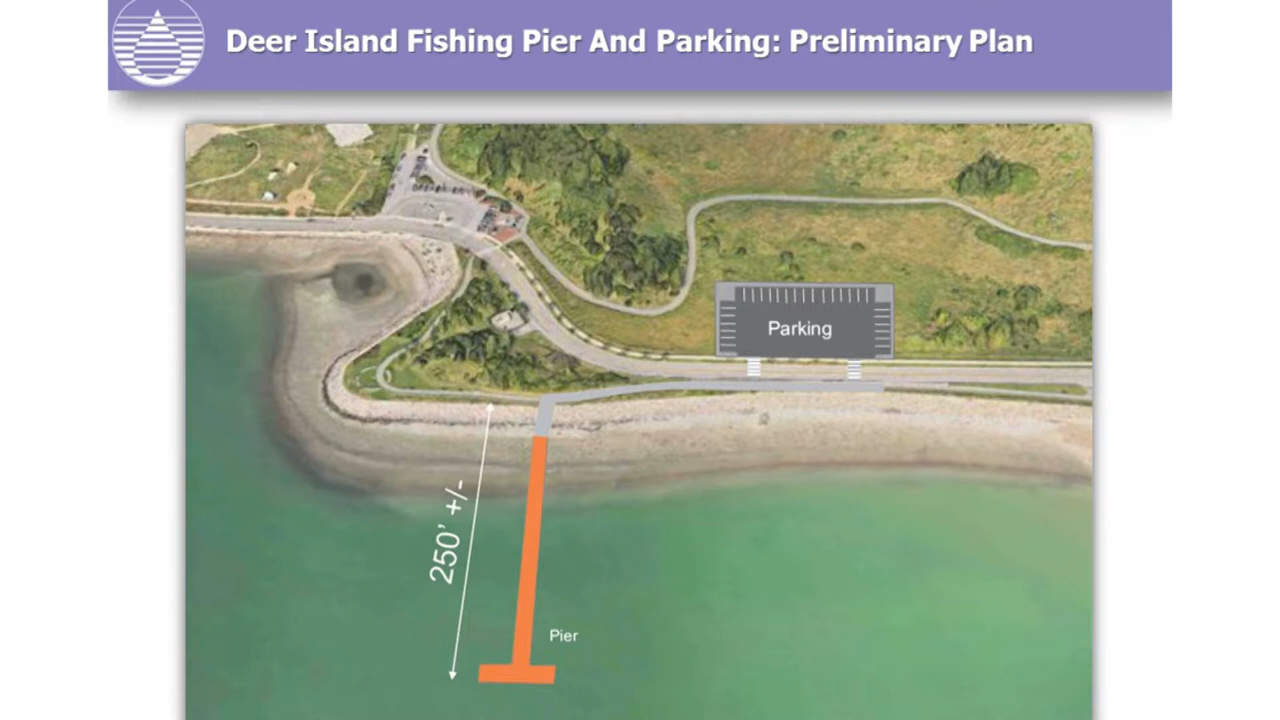 Deer Island Fishing Pier And Parking: Preliminary Plan
Parking
250' +/-
Pier